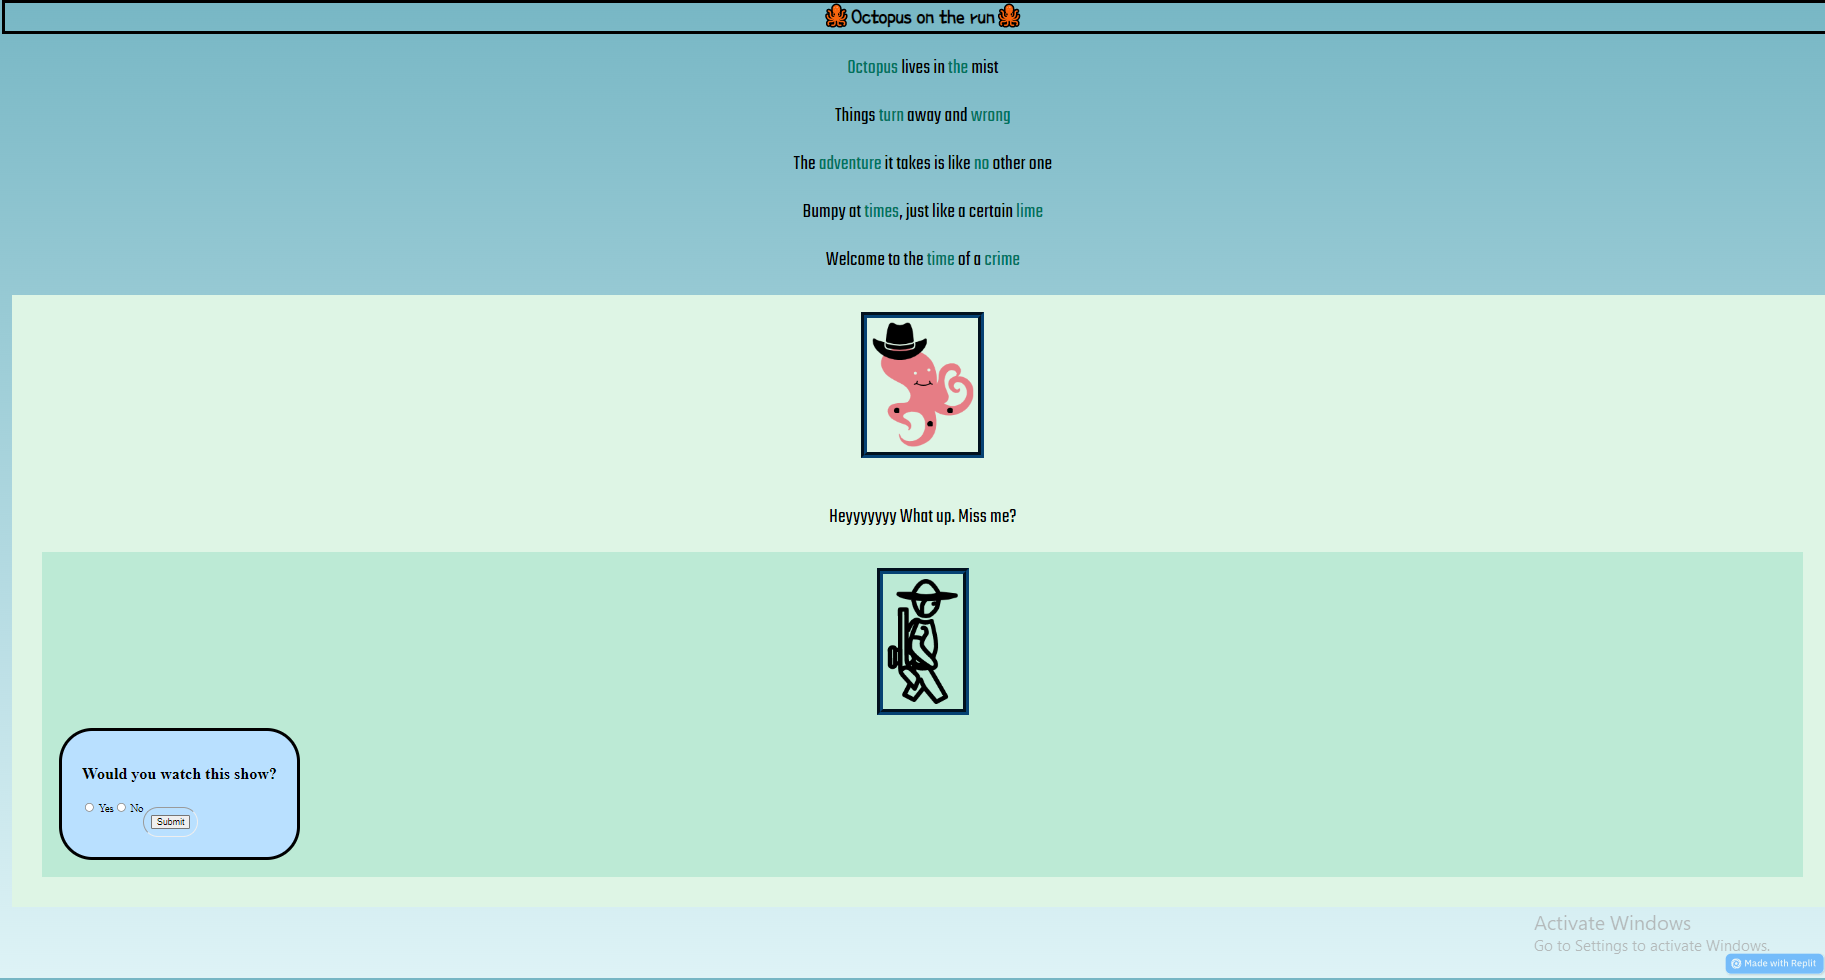 Octopus on the run
Octopus lives in the mist
Things turn away and wrong
The adventure it takes is like no other one
Bumpy at times, just like a certain lime
Welcome to the time of a crime
Heyyyyyyy What up. Miss me?
Would you watch this show?
Yes No
Submit
Activate Windows
Go to Settings to activate Windows.
Made with Replit